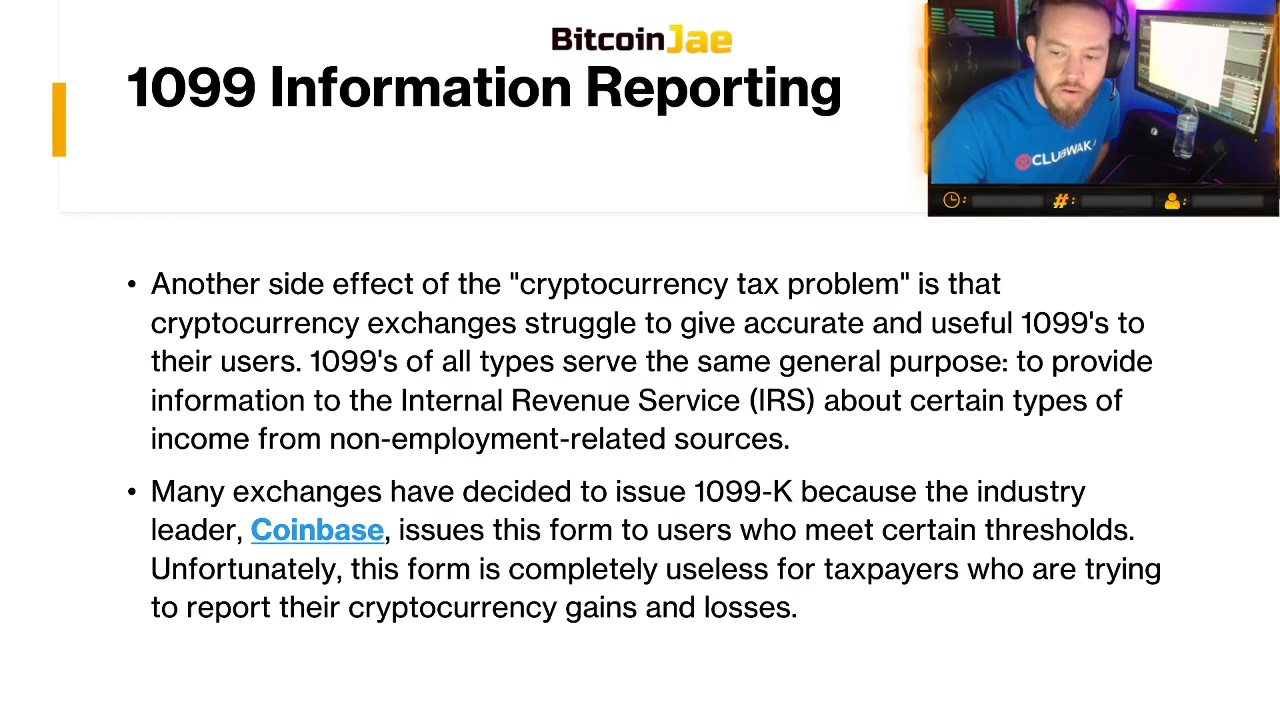 BitcoinJae
1099 Information Reporting
CLUBWAKA
: #: :
• Another side effect of the "cryptocurrency tax problem" is that
cryptocurrency exchanges struggle to give accurate and useful 1099's to
their users. 1099's of all types serve the same general purpose: to provide
information to the Internal Revenue Service (IRS) about certain types of
income from non-employment-related sources.
• Many exchanges have decided to issue 1099-K because the industry
leader, Coinbase, issues this form to users who meet certain thresholds.
Unfortunately, this form is completely useless for taxpayers who are trying
to report their cryptocurrency gains and losses.